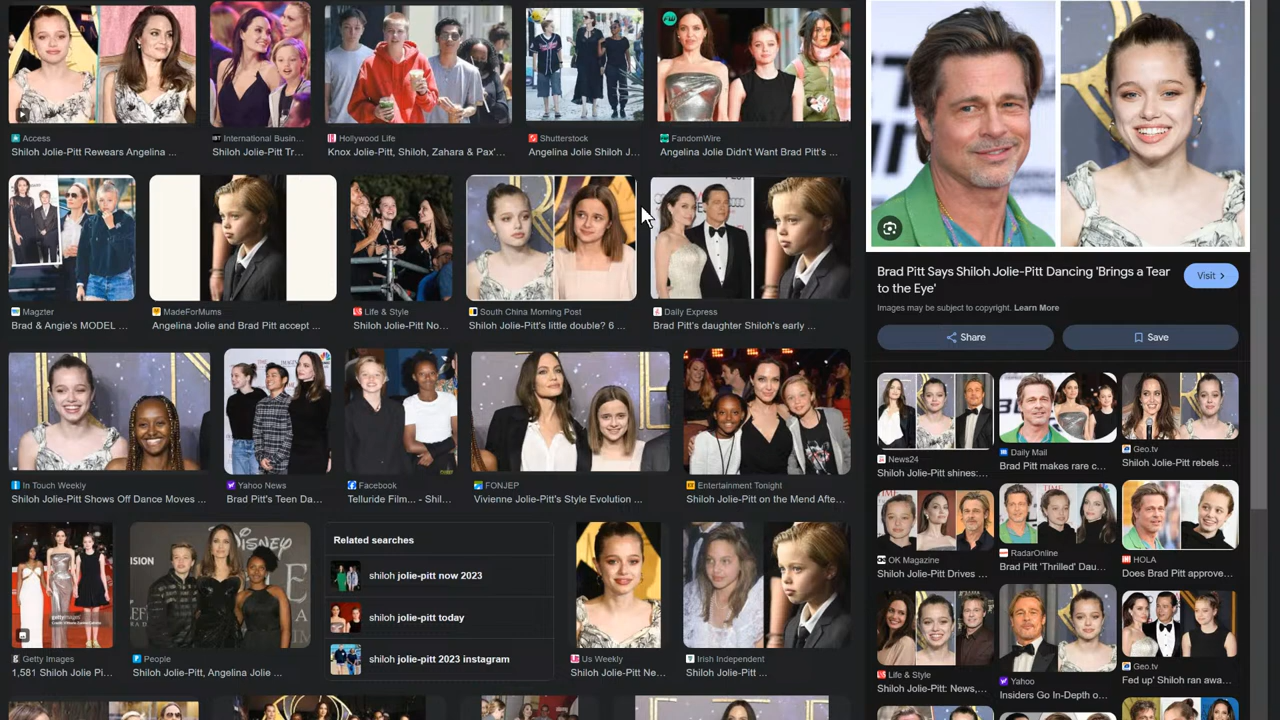 Access
Shiloh Jolie-Pitt Rewears Angelina ...
International Busin...
Shiloh Jolie-Pitt Tr...
Hollywood Life
Knox Jolie-Pitt, Shiloh, Zahara & Pax'...
Shutterstock
Angelina Jolie Shiloh J...
FandomWire
Angelina Jolie Didn't Want Brad Pitt's ...
Magzter
Brad & Angie's MODEL ...
MadeForMums
Angelina Jolie and Brad Pitt accept ...
Life & Style
Shiloh Jolie-Pitt No...
South China Morning Post
Shiloh Jolie-Pitt's little double? 6 ...
Daily Express
Brad Pitt's daughter Shiloh's early ...
In Touch Weekly
Shiloh Jolie-Pitt Shows Off Dance Moves ...
Yahoo News
Brad Pitt's Teen Da...
Facebook
Telluride Film... - Shil...
FONJEP
Vivienne Jolie-Pitt's Style Evolution ...
Entertainment Tonight
Shiloh Jolie-Pitt on the Mend Afte...
Disney
Getty Images
1,581 Shiloh Jolie Pi...
People
Shiloh Jolie-Pitt, Angelina Jolie ...
Related searches
shiloh jolie-pitt now 2023
shiloh jolie-pitt today
shiloh jolie-pitt 2023 instagram
Us Weekly
Shiloh Jolie-Pitt Ne...
Irish Independent
Shiloh Jolie-Pitt ...
Brad Pitt Says Shiloh Jolie-Pitt Dancing 'Brings a Tear
to the Eye'
Visit
Images may be subject to copyright. Learn More
Share
Save
News24
Shiloh Jolie-Pitt shines:...
Daily Mail
Brad Pitt makes rare c...
Geo.tv
Shiloh Jolie-Pitt rebels ...
OK Magazine
Shiloh Jolie-Pitt Drives ...
RadarOnline
Brad Pitt 'Thrilled' Dau...
HOLA
Does Brad Pitt approve...
Life & Style
Shiloh Jolie-Pitt: News,...
Yahoo
Insiders Go In-Depth o...
Geo.tv
Fed up' Shiloh ran awa...